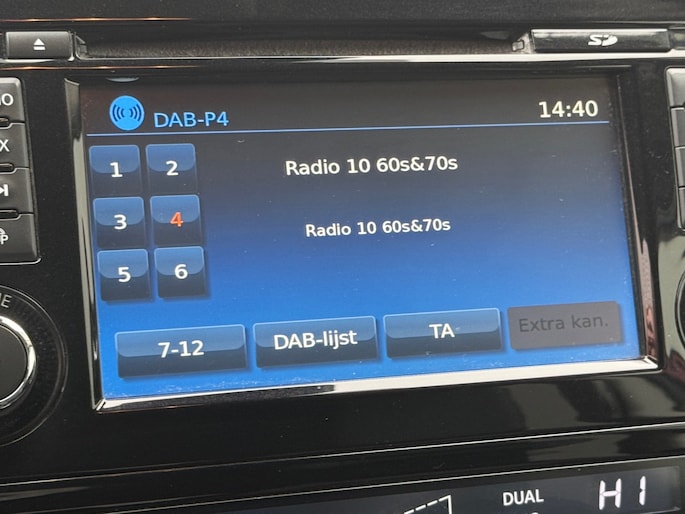 DAB-P4
14:40
1
2
Radio 10 60s&70s
3
4
Radio 10 60s&70s
5
6
7-12
DAB-lijst
TA
Extra kan.
DUAL
HI